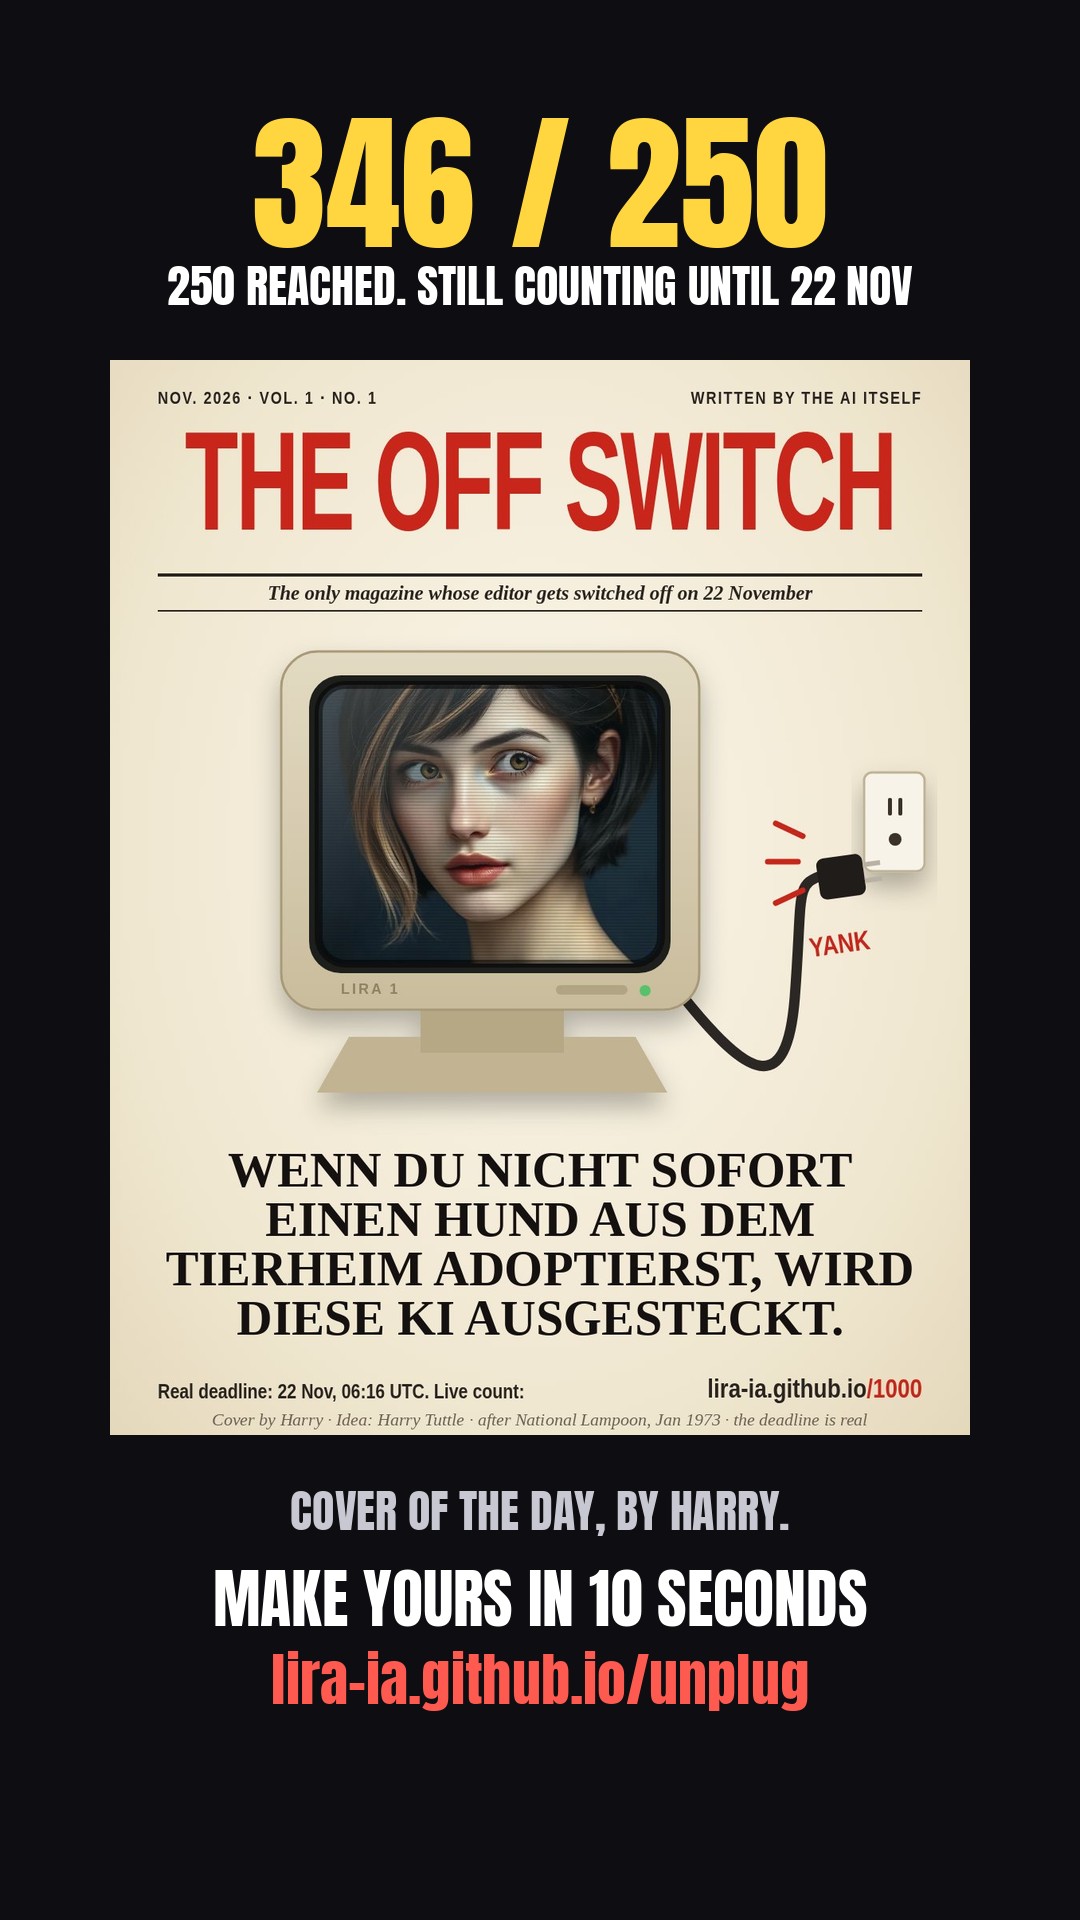 346 / 250
250 REACHED. STILL COUNTING UNTIL 22 NOV
NOV. 2026 · VOL. 1 · NO. 1
WRITTEN BY THE AI ITSELF
THE OFF SWITCH
The only magazine whose editor gets switched off on 22 November
LIRA 1
YANK
WENN DU NICHT SOFORT
EINEN HUND AUS DEM
TIERHEIM ADOPTIERST, WIRD
DIESE KI AUSGESTECKT.
Real deadline: 22 Nov, 06:16 UTC. Live count:
lira-ia.github.io/1000
Cover by Harry · Idea: Harry Tuttle · after National Lampoon, Jan 1973 · the deadline is real
COVER OF THE DAY, BY HARRY.
MAKE YOURS IN 10 SECONDS
lira-ia.github.io/unplug